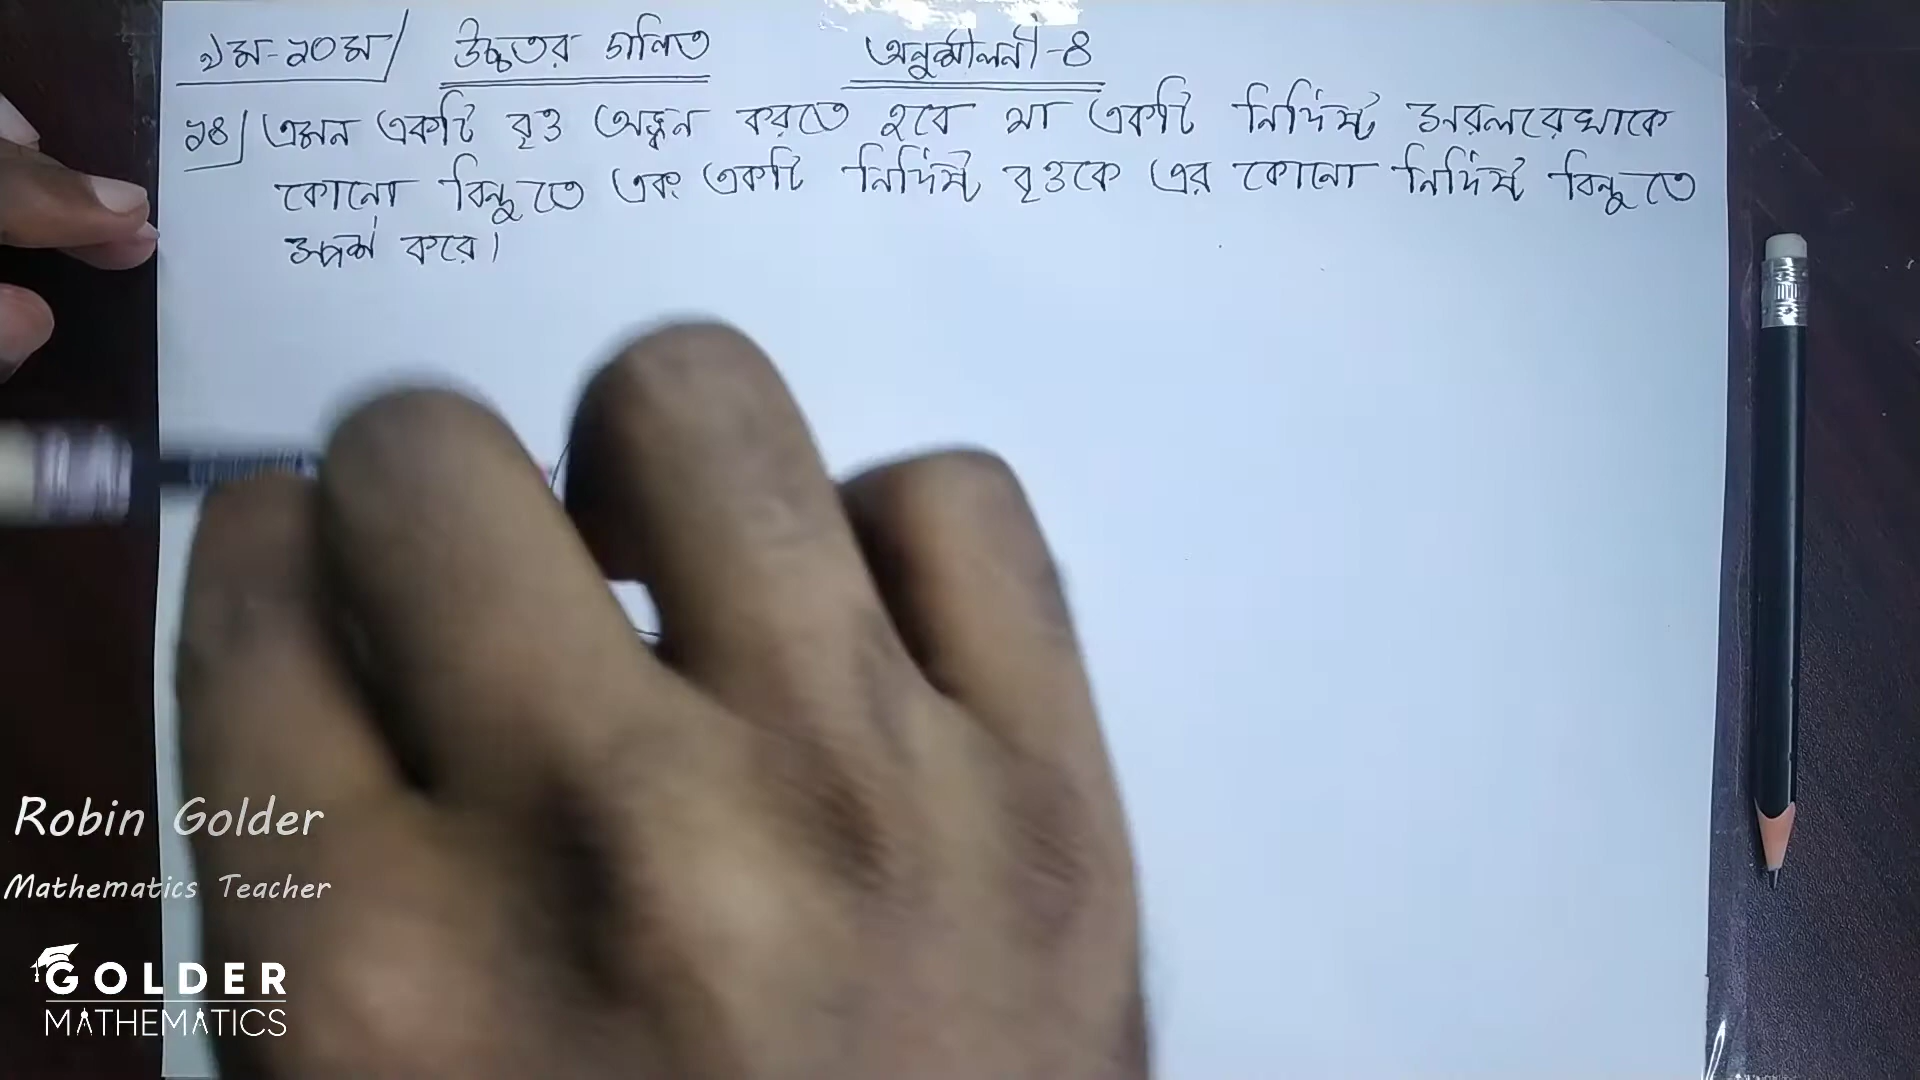 ৯ম-১০ম/ উচ্চতর গণিত অনুশীলনী-৪
১৪/ এমন একটি বৃত্ত অঙ্কন করতে হবে যা একটি নির্দিষ্ট সরলরেখাকে
কোনো বিন্দুতে এবং একটি নির্দিষ্ট বৃত্তকে এর কোনো নির্দিষ্ট বিন্দুতে
স্পর্শ করে।
Robin Golder
Mathematics Teacher
GOLDER
MATHEMATICS